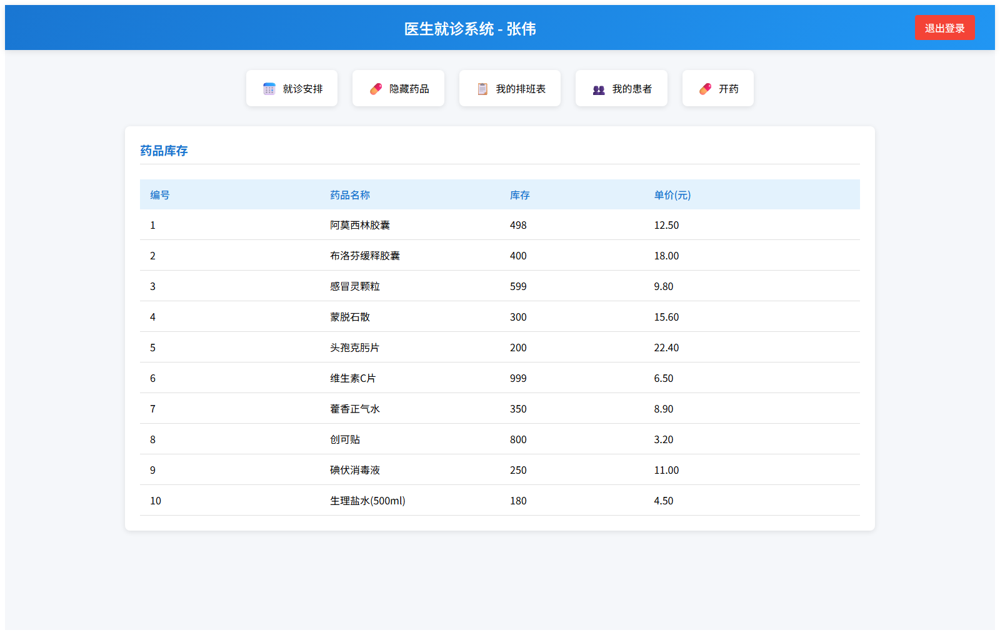 医生就诊系统 - 张伟
退出登录
就诊安排 隐藏药品 我的排班表 我的患者 开药
药品库存
编号 药品名称 库存 单价(元)
1 阿莫西林胶囊 498 12.50
2 布洛芬缓释胶囊 400 18.00
3 感冒灵颗粒 599 9.80
4 蒙脱石散 300 15.60
5 头孢克肟片 200 22.40
6 维生素C片 999 6.50
7 藿香正气水 350 8.90
8 创可贴 800 3.20
9 碘伏消毒液 250 11.00
10 生理盐水(500ml) 180 4.50